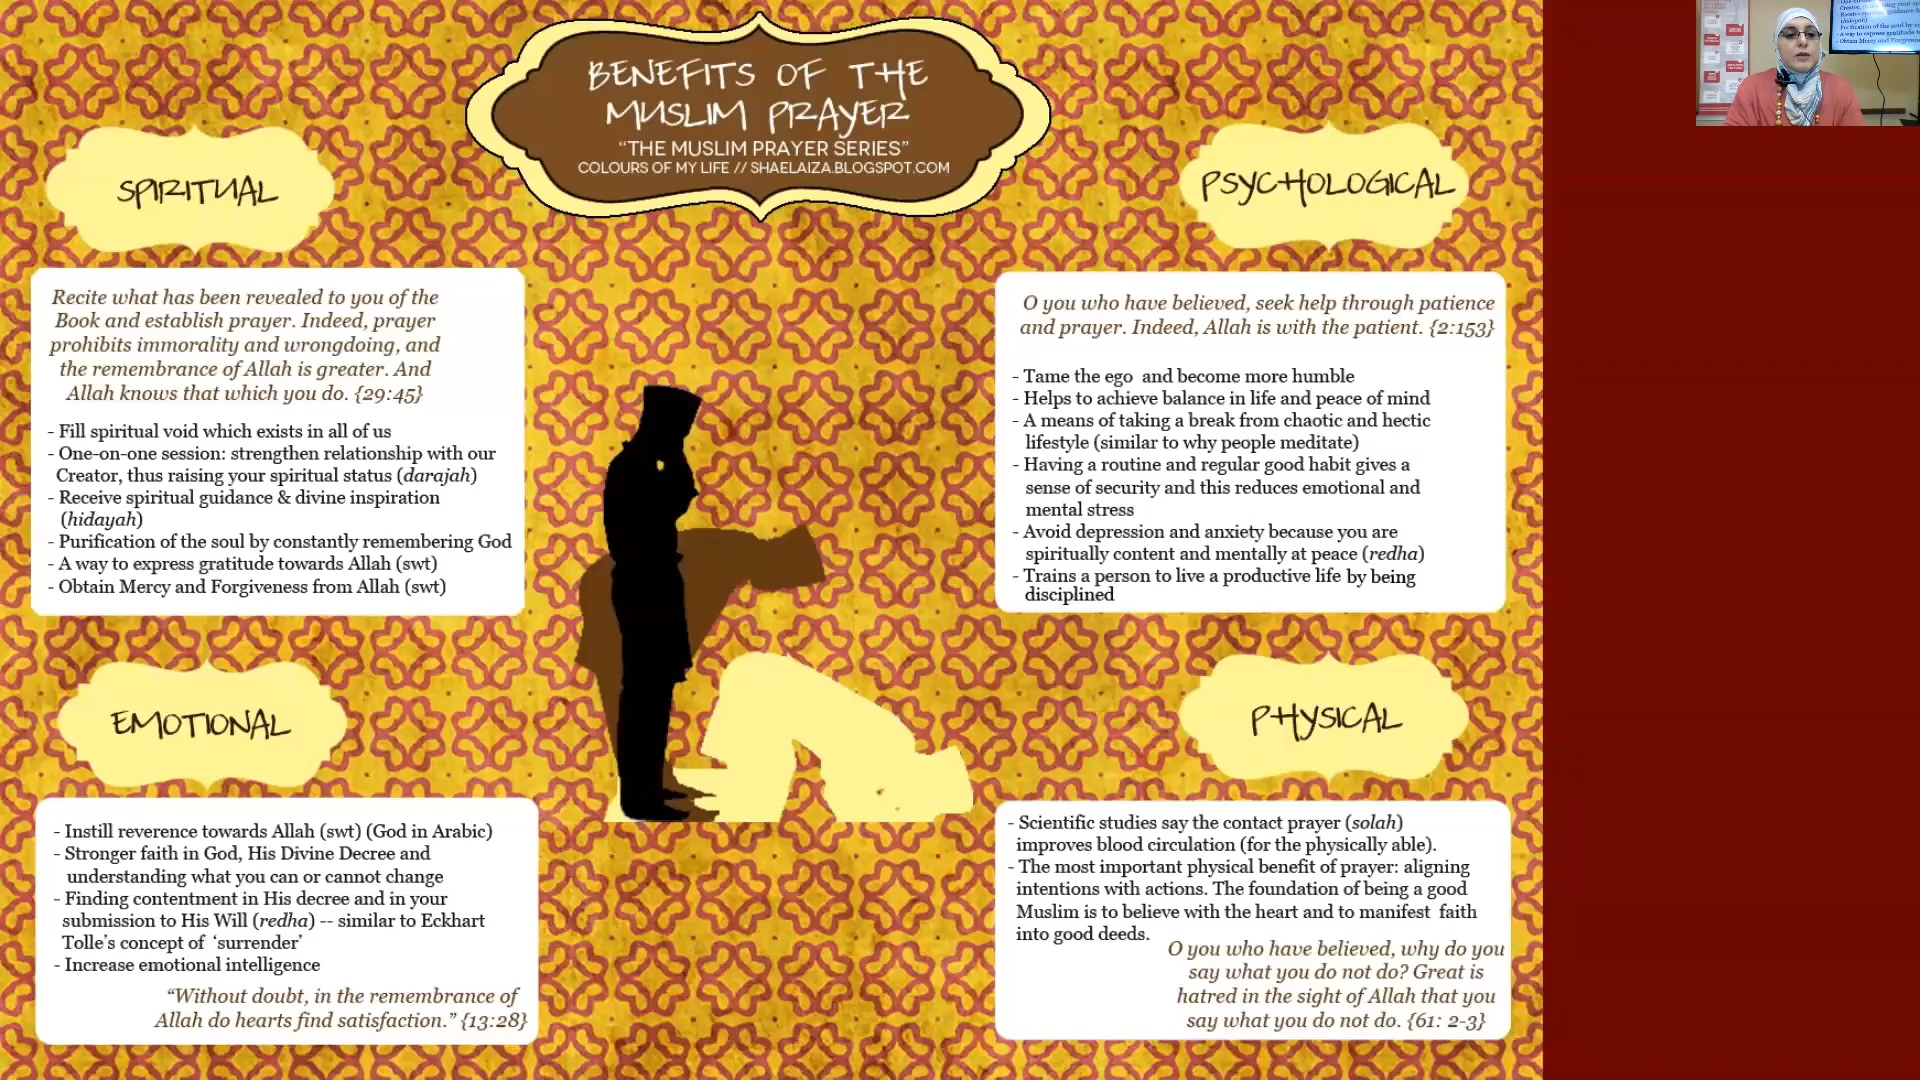 BENEFITS OF THE
MUSLIM PRAYER
“THE MUSLIM PRAYER SERIES”
COLOURS OF MY LIFE // SHAELAIZA.BLOGSPOT.COM
SPIRITUAL
Recite what has been revealed to you of the
Book and establish prayer. Indeed, prayer
prohibits immorality and wrongdoing, and
the remembrance of Allah is greater. And
Allah knows that which you do. {29:45}
- Fill spiritual void which exists in all of us
- One-on-one session: strengthen relationship with our
Creator, thus raising your spiritual status (darajah)
- Receive spiritual guidance & divine inspiration
(hidayah)
- Purification of the soul by constantly remembering God
- A way to express gratitude towards Allah (swt)
- Obtain Mercy and Forgiveness from Allah (swt)
PSYCHOLOGICAL
O you who have believed, seek help through patience
and prayer. Indeed, Allah is with the patient. {2:153}
- Tame the ego and become more humble
- Helps to achieve balance in life and peace of mind
- A means of taking a break from chaotic and hectic
lifestyle (similar to why people meditate)
- Having a routine and regular good habit gives a
sense of security and this reduces emotional and
mental stress
- Avoid depression and anxiety because you are
spiritually content and mentally at peace (redha)
- Trains a person to live a productive life by being
disciplined
EMOTIONAL
- Instill reverence towards Allah (swt) (God in Arabic)
- Stronger faith in God, His Divine Decree and
understanding what you can or cannot change
- Finding contentment in His decree and in your
submission to His Will (redha) -- similar to Eckhart
Tolle’s concept of ‘surrender’
- Increase emotional intelligence
“Without doubt, in the remembrance of
Allah do hearts find satisfaction.” {13:28}
PHYSICAL
- Scientific studies say the contact prayer (solah)
improves blood circulation (for the physically able).
- The most important physical benefit of prayer: aligning
intentions with actions. The foundation of being a good
Muslim is to believe with the heart and to manifest faith
into good deeds.
O you who have believed, why do you
say what you do not do? Great is
hatred in the sight of Allah that you
say what you do not do. {61: 2-3}